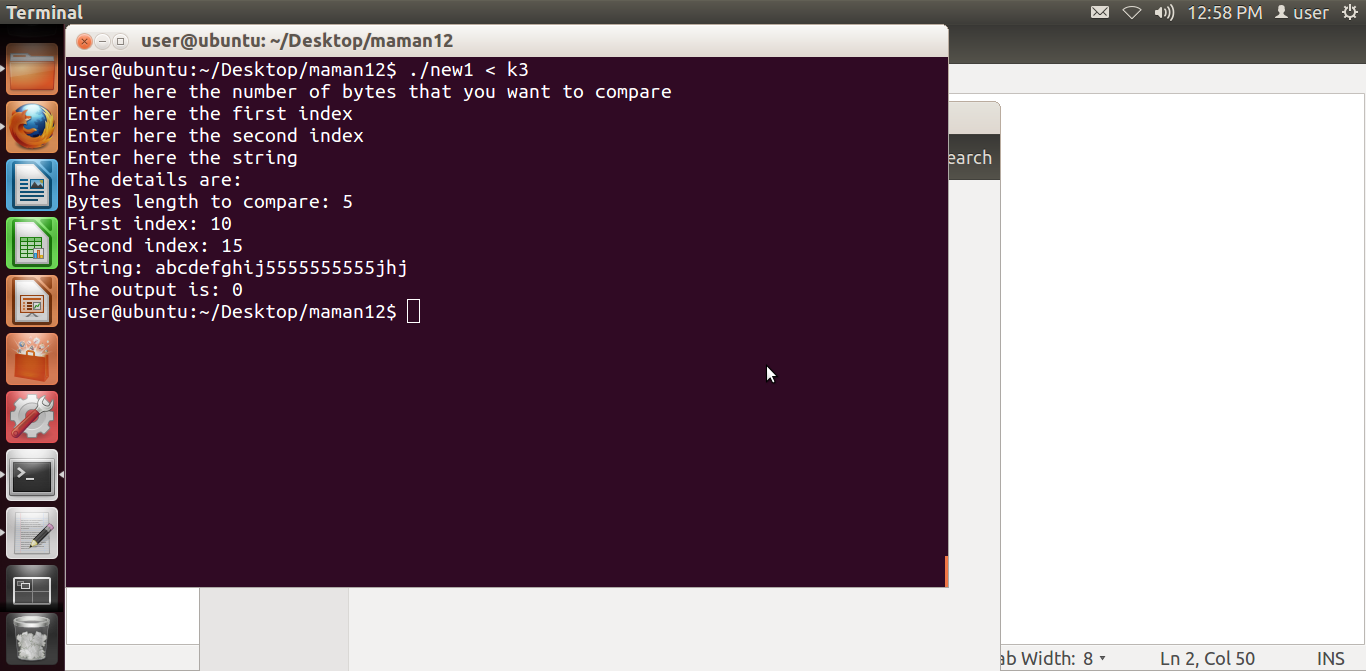 Terminal
12:58 PM user
user@ubuntu: ~/Desktop/maman12
user@ubuntu:~/Desktop/maman12$ ./new1 < k3
Enter here the number of bytes that you want to compare
Enter here the first index
Enter here the second index
Enter here the string
The details are:
Bytes length to compare: 5
First index: 10
Second index: 15
String: abcdefghij5555555555jhj
The output is: 0
user@ubuntu:~/Desktop/maman12$
earch
ab Width: 8 Ln 2, Col 50 INS